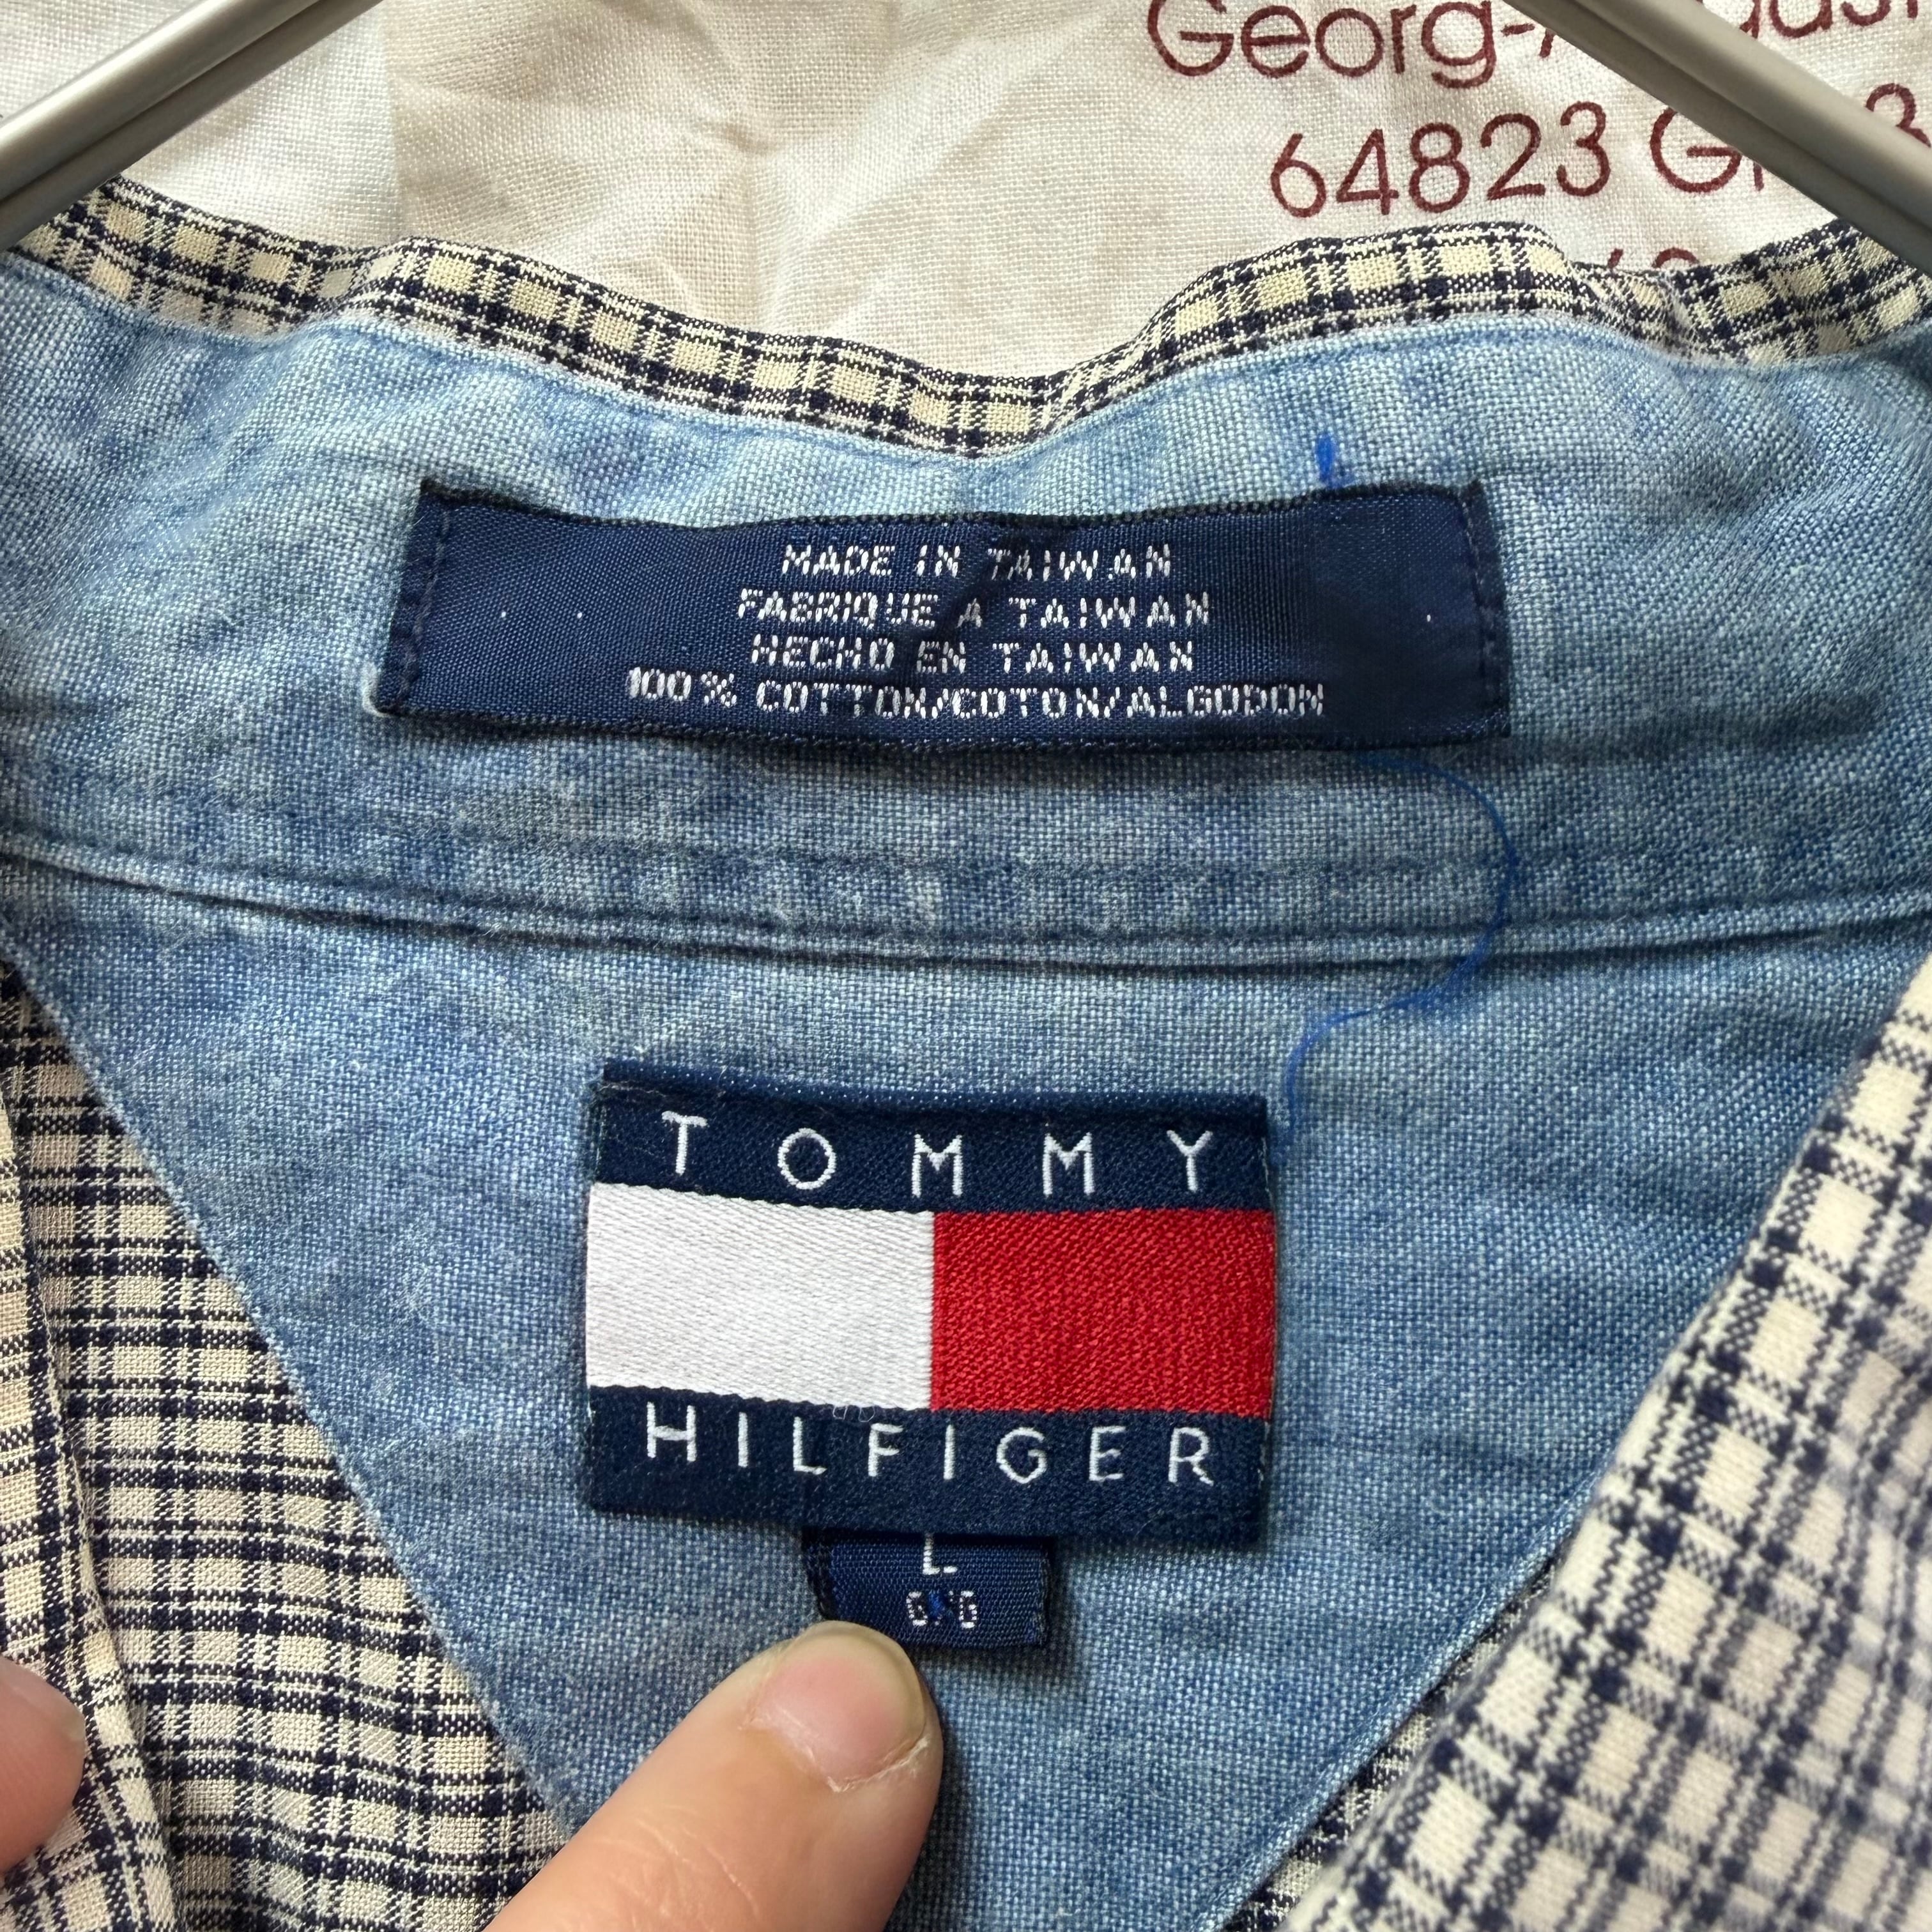 Georg-
64823 G
MADE IN TAIWAN
FABRIQUE A TAIWAN
HECHO EN TAIWAN
100% COTTON/COTON/ALGODON
TOMMY
HILFIGER
L
G/G